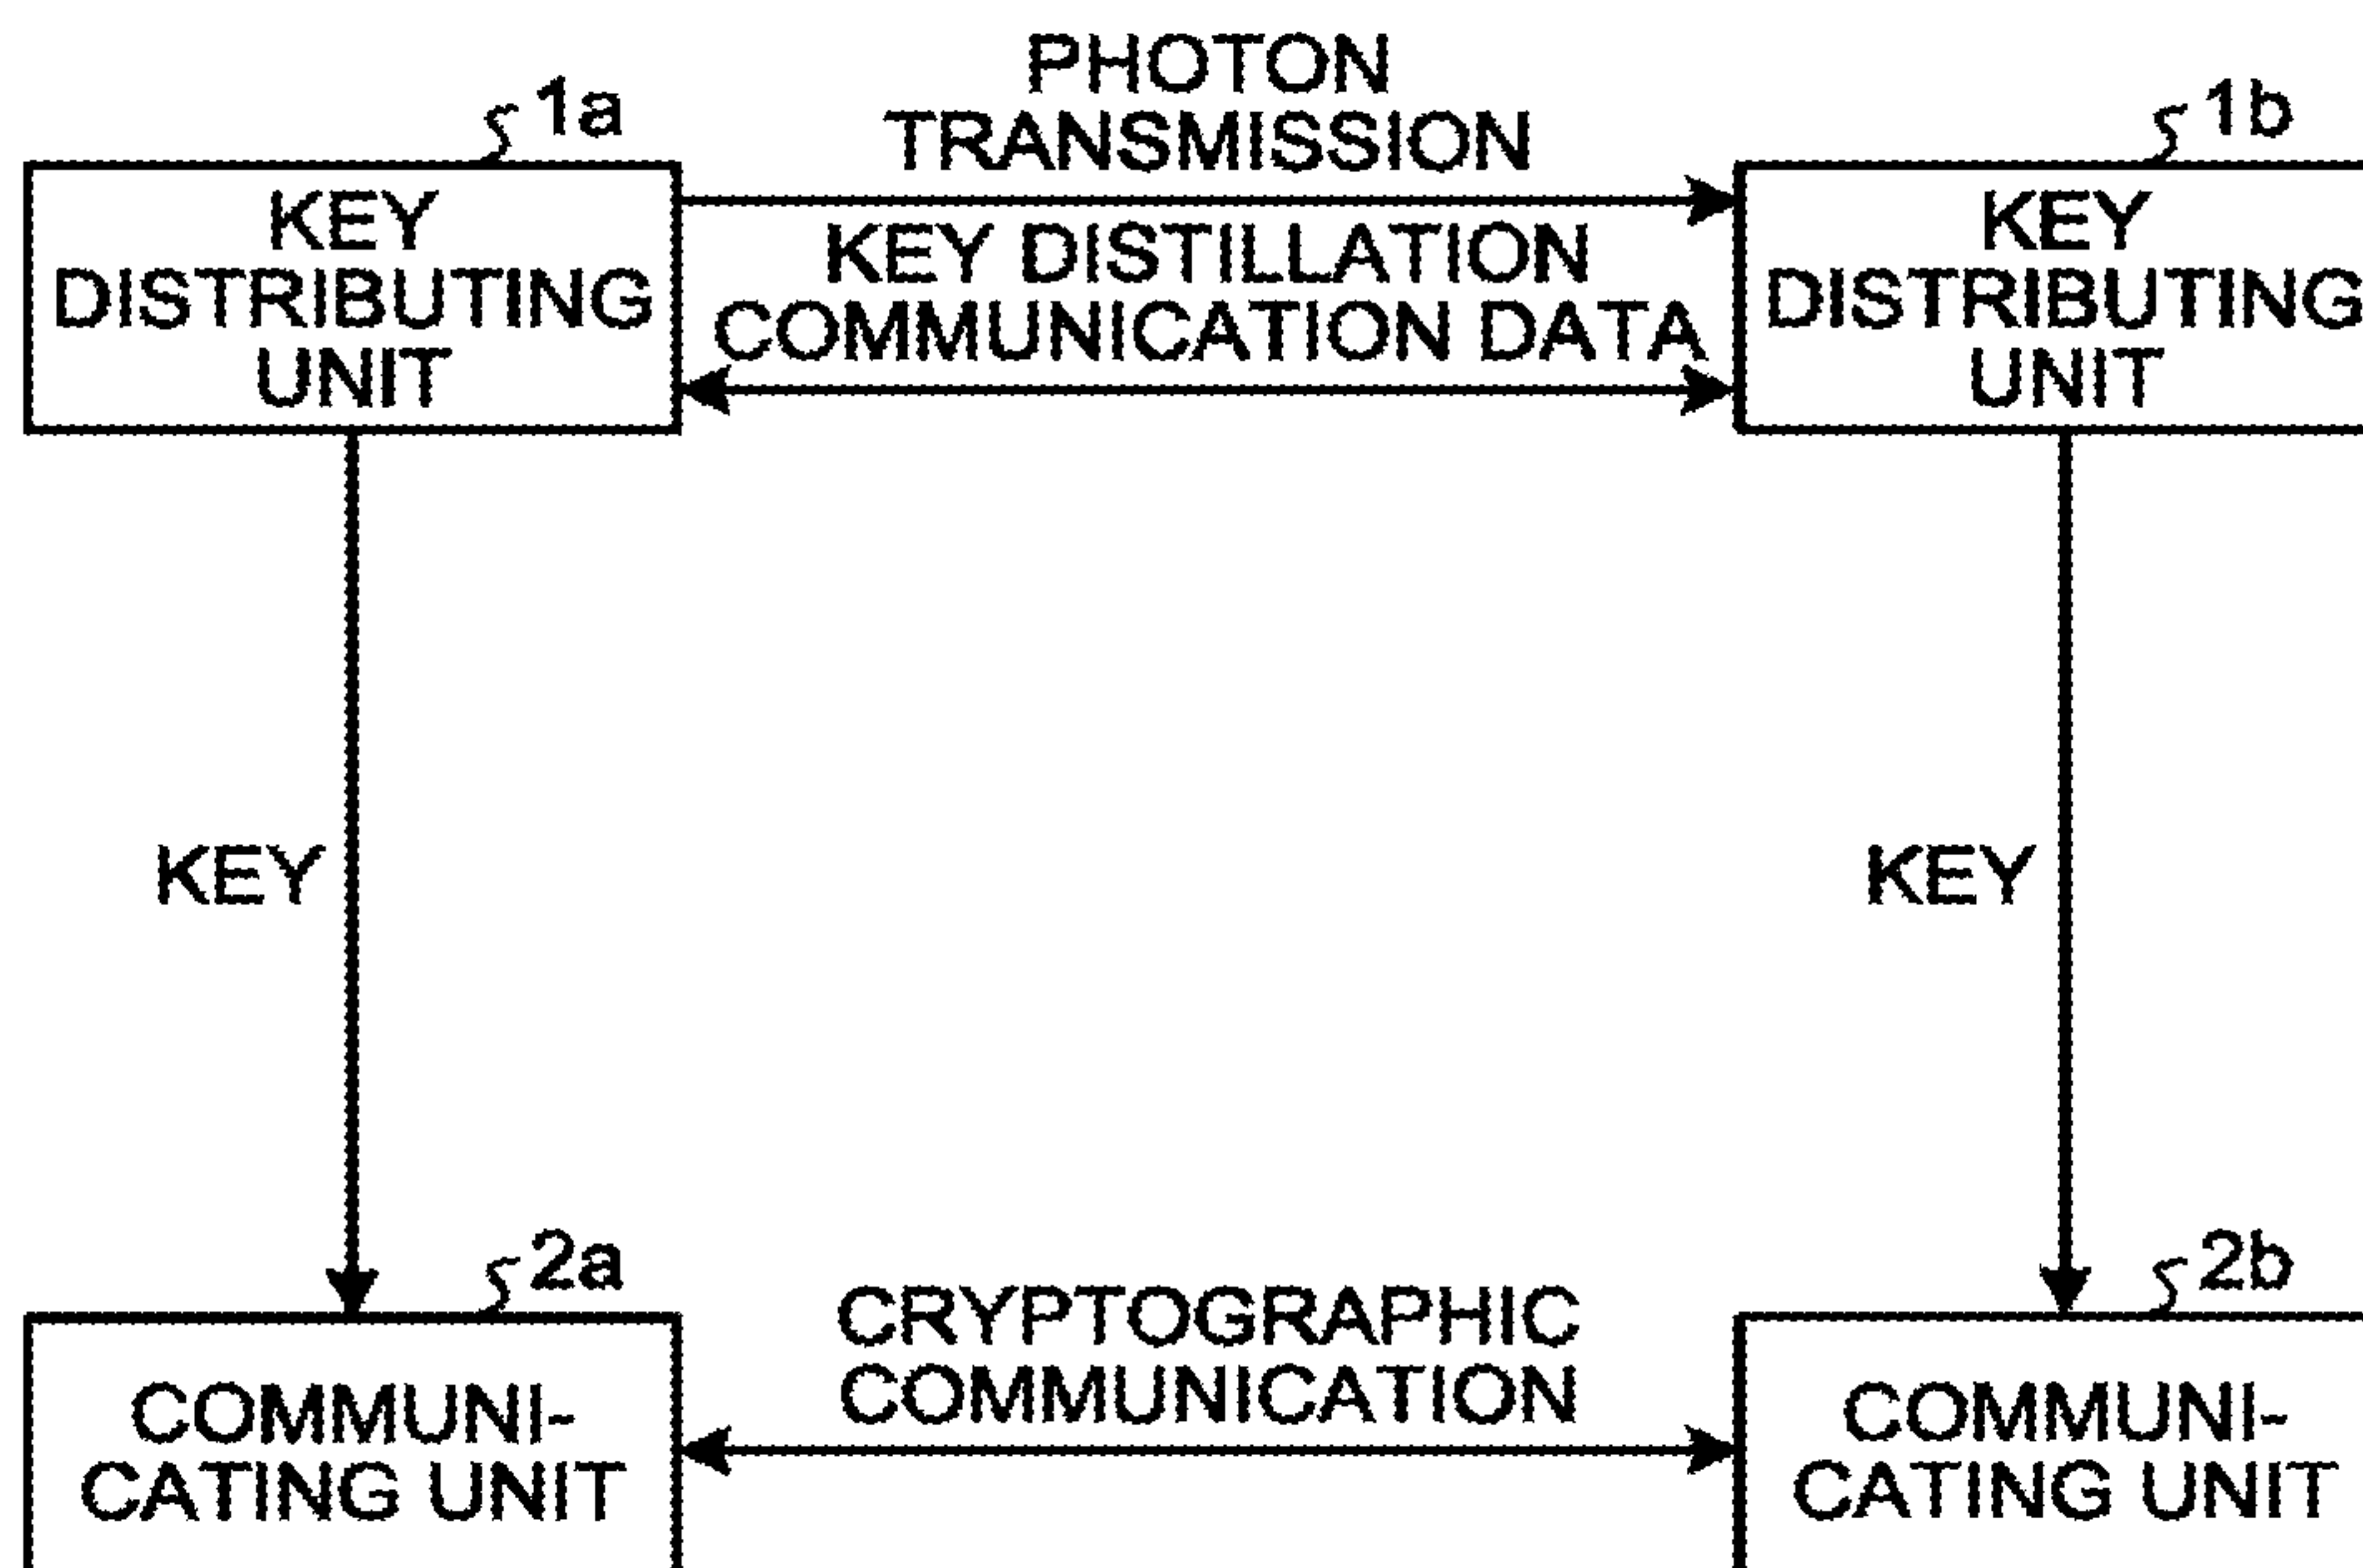 PHOTON
TRANSMISSION
1a
1b
KEY
DISTRIBUTING
UNIT
KEY DISTILLATION
COMMUNICATION DATA
KEY
DISTRIBUTING
UNIT
KEY
KEY
2a
2b
CRYPTOGRAPHIC
COMMUNICATION
COMMUNI-
CATING UNIT
COMMUNI-
CATING UNIT